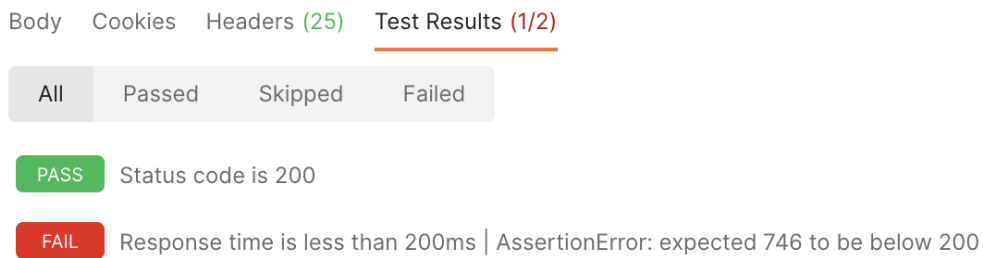 Body Cookies Headers (25) Test Results (1/2)
All Passed Skipped Failed
PASS Status code is 200
FAIL Response time is less than 200ms | AssertionError: expected 746 to be below 200